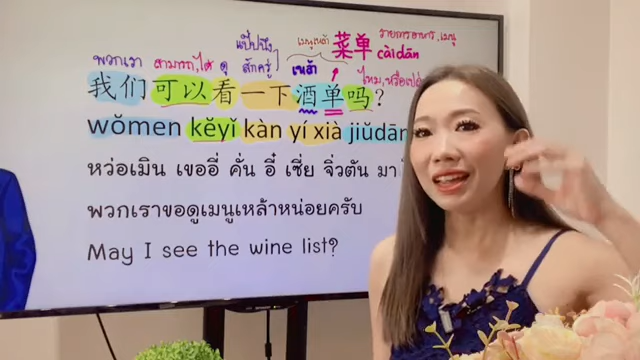 แป๊ปนึง เมนูเหล้า 菜单 รายการอาหาร, เมนู
พวกเรา สามารถ,ได้ ดู สักครู่ เหล้า càidān
我们可以看一下酒单吗? ไหม, หรือเปล่า
wǒmen kěyǐ kàn yí xià jiǔdān
หว่อเมิน เขออี่ คั่น อี๋ เซี่ย จิ่วตัน มา
พวกเราขอดูเมนูเหล้าหน่อยครับ
May I see the wine list?